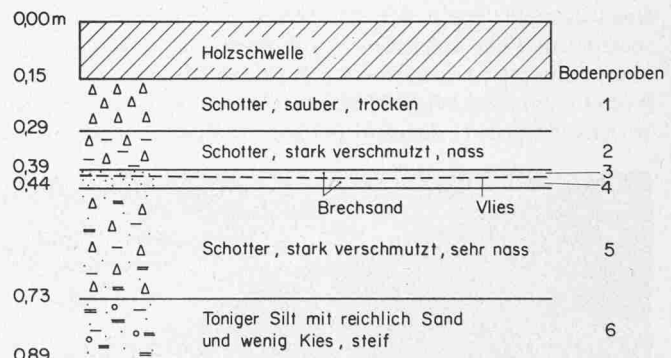 0,00m
Holzschwelle
0,15
Bodenproben
Schotter, sauber, trocken
1
0,29
Schotter, stark verschmutzt, nass
2
0,39
3
0,44
4
Brechsand
Vlies
Schotter, stark verschmutzt, sehr nass
5
0,73
Toniger Silt mit reichlich Sand
und wenig Kies, steif
6
0,89